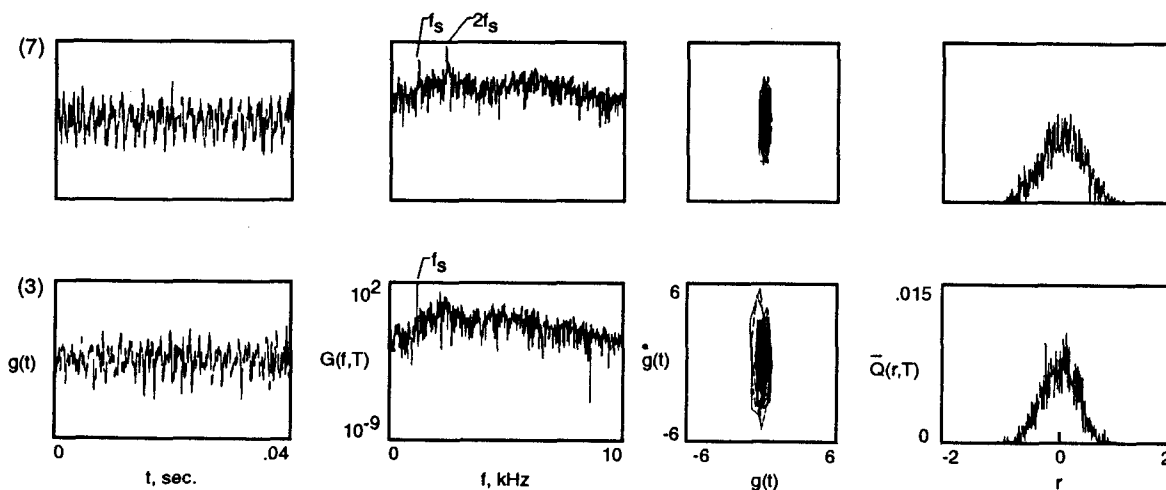 (7)
fs
2fs
(3)
g(t)
0
.04
t, sec.
fs
10²
G(f,T)
10⁻⁹
0
10
f, kHz
6
ġ(t)
-6
-6
6
g(t)
.015
Q̅(r,T)
0
-2
0
2
r